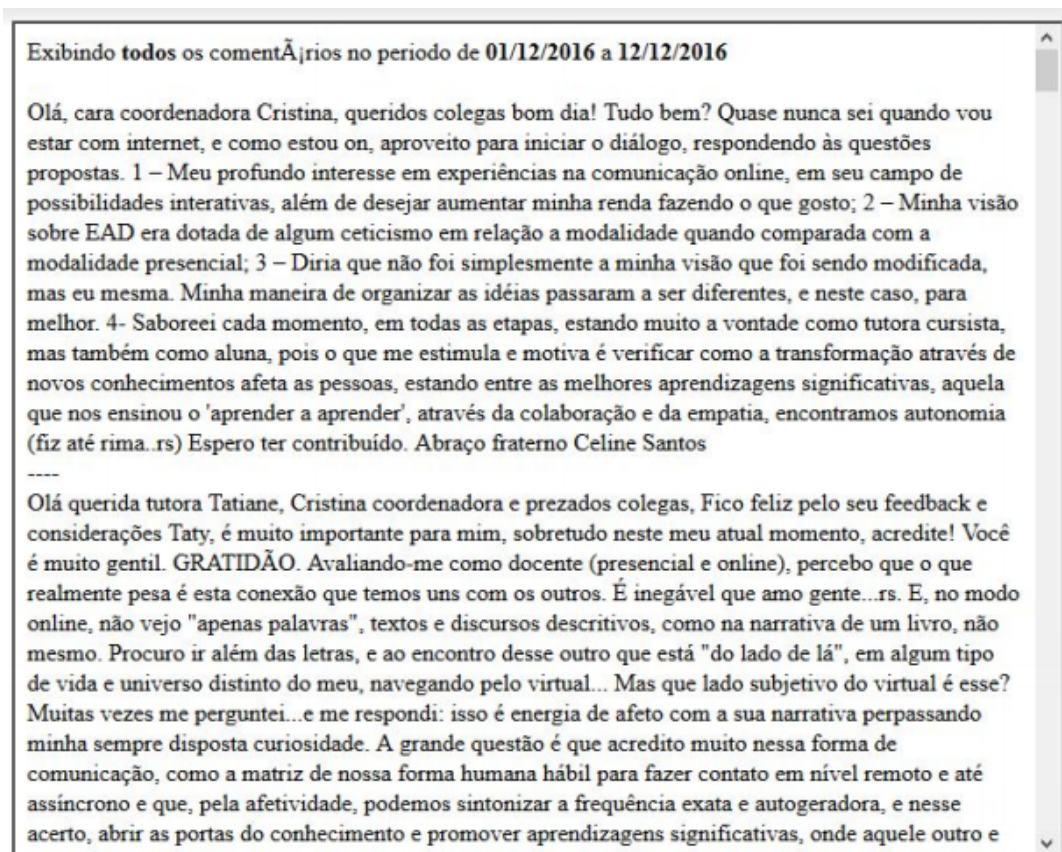 Exibindo todos os comentÃ¡rios no periodo de 01/12/2016 a 12/12/2016
Olá, cara coordenadora Cristina, queridos colegas bom dia! Tudo bem? Quase nunca sei quando vou
estar com internet, e como estou on, aproveito para iniciar o diálogo, respondendo às questões
propostas. 1 – Meu profundo interesse em experiências na comunicação online, em seu campo de
possibilidades interativas, além de desejar aumentar minha renda fazendo o que gosto; 2 – Minha visão
sobre EAD era dotada de algum ceticismo em relação a modalidade quando comparada com a
modalidade presencial; 3 – Diria que não foi simplesmente a minha visão que foi sendo modificada,
mas eu mesma. Minha maneira de organizar as idéias passaram a ser diferentes, e neste caso, para
melhor. 4- Saboreei cada momento, em todas as etapas, estando muito a vontade como tutora cursista,
mas também como aluna, pois o que me estimula e motiva é verificar como a transformação através de
novos conhecimentos afeta as pessoas, estando entre as melhores aprendizagens significativas, aquela
que nos ensinou o 'aprender a aprender', através da colaboração e da empatia, encontramos autonomia
(fiz até rima..rs) Espero ter contribuído. Abraço fraterno Celine Santos
----
Olá querida tutora Tatiane, Cristina coordenadora e prezados colegas, Fico feliz pelo seu feedback e
considerações Taty, é muito importante para mim, sobretudo neste meu atual momento, acredite! Você
é muito gentil. GRATIDÃO. Avaliando-me como docente (presencial e online), percebo que o que
realmente pesa é esta conexão que temos uns com os outros. É inegável que amo gente...rs. E, no modo
online, não vejo "apenas palavras", textos e discursos descritivos, como na narrativa de um livro, não
mesmo. Procuro ir além das letras, e ao encontro desse outro que está "do lado de lá", em algum tipo
de vida e universo distinto do meu, navegando pelo virtual... Mas que lado subjetivo do virtual é esse?
Muitas vezes me perguntei...e me respondi: isso é energia de afeto com a sua narrativa perpassando
minha sempre disposta curiosidade. A grande questão é que acredito muito nessa forma de
comunicação, como a matriz de nossa forma humana hábil para fazer contato em nível remoto e até
assíncrono e que, pela afetividade, podemos sintonizar a frequência exata e autogeradora, e nesse
acerto, abrir as portas do conhecimento e promover aprendizagens significativas, onde aquele outro e